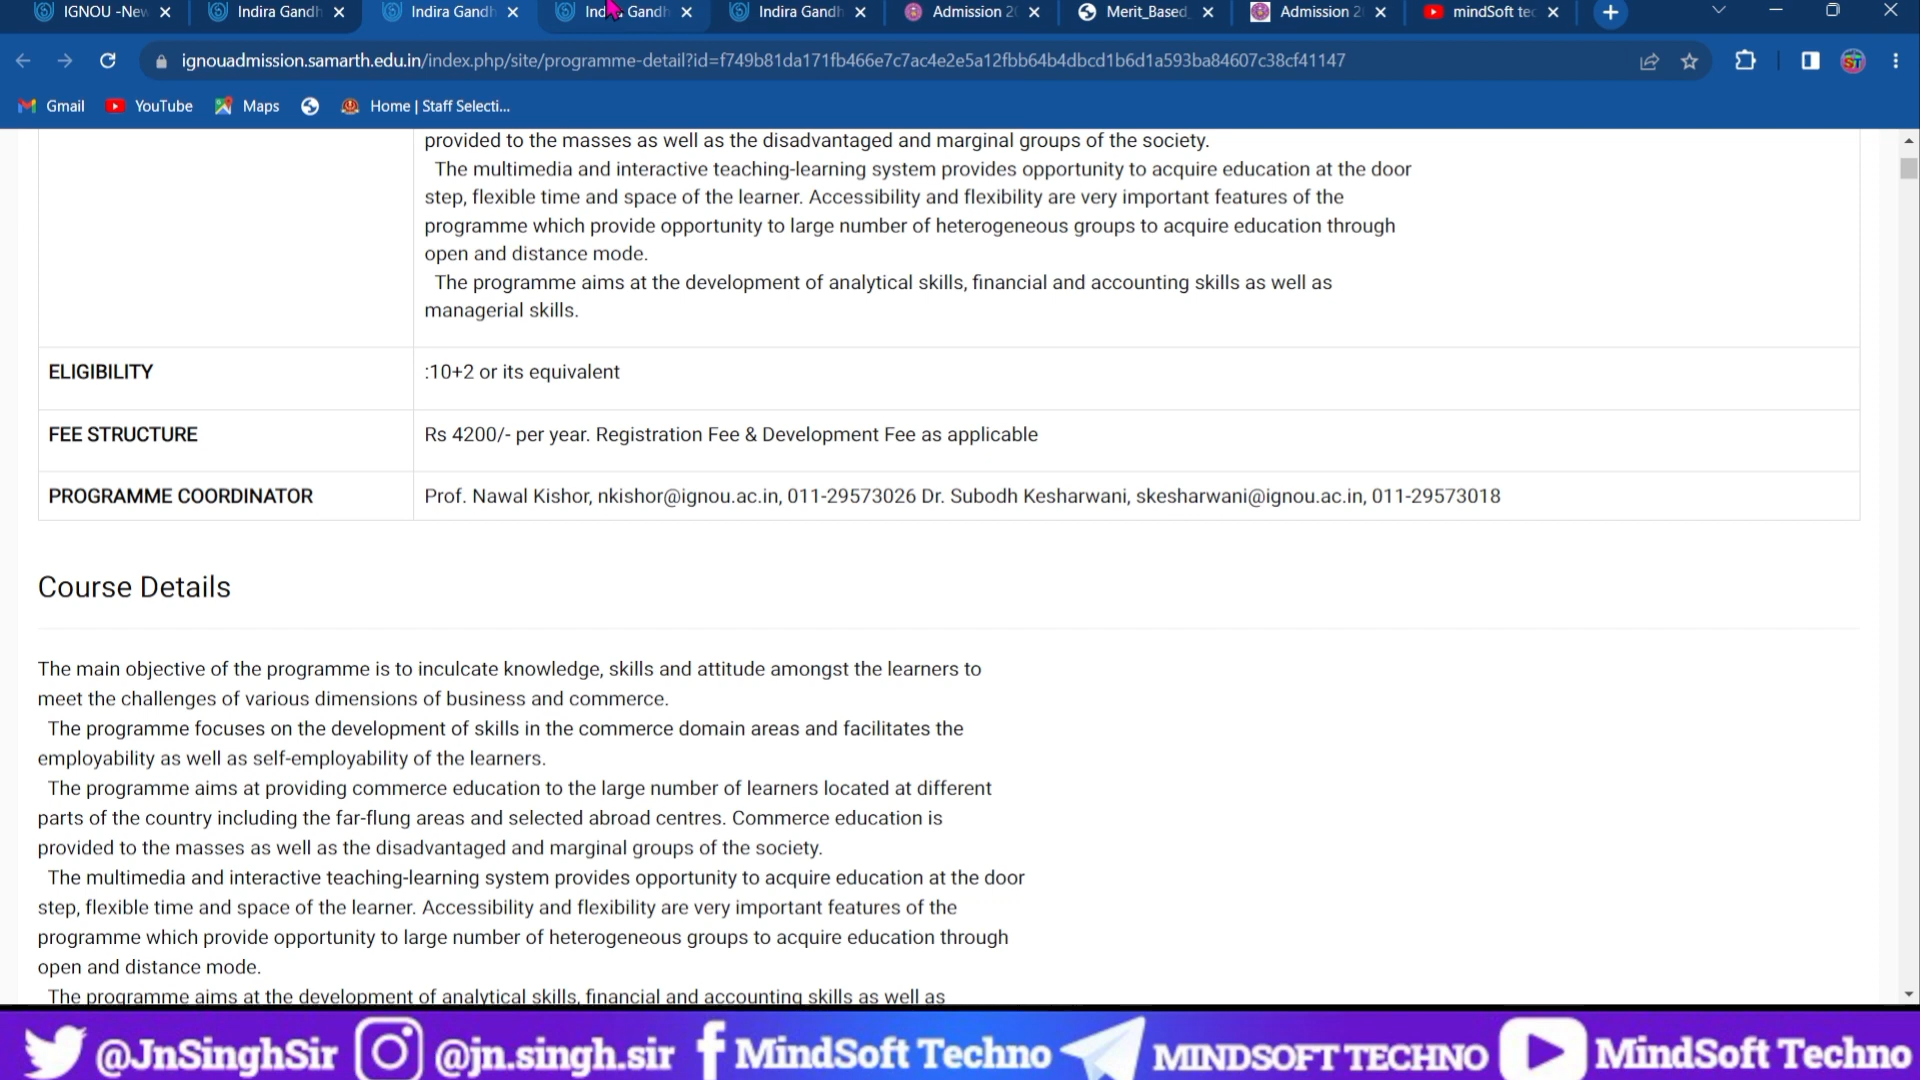 IGNOU -New
Indira Gandh
Indira Gandh
Gandh
Indira Gandh
Admission 20
Merit_Based_
Admission 2
mindSoft tec
ignouadmission.samarth.edu.in/index.php/site/programme-detail?id=f749b81da171fb466e7c7ac4e2e5a12fbb64b4dbcd1b6d1a593ba84607c38cf41147
ST
Gmail
YouTube
Maps
Home | Staff Selecti...
provided to the masses as well as the disadvantaged and marginal groups of the society.
The multimedia and interactive teaching-learning system provides opportunity to acquire education at the door
step, flexible time and space of the learner. Accessibility and flexibility are very important features of the
programme which provide opportunity to large number of heterogeneous groups to acquire education through
open and distance mode.
The programme aims at the development of analytical skills, financial and accounting skills as well as
managerial skills.
ELIGIBILITY
:10+2 or its equivalent
FEE STRUCTURE
Rs 4200/- per year. Registration Fee & Development Fee as applicable
PROGRAMME COORDINATOR
Prof. Nawal Kishor, nkishor@ignou.ac.in, 011-29573026 Dr. Subodh Kesharwani, skesharwani@ignou.ac.in, 011-29573018
Course Details
The main objective of the programme is to inculcate knowledge, skills and attitude amongst the learners to
meet the challenges of various dimensions of business and commerce.
The programme focuses on the development of skills in the commerce domain areas and facilitates the
employability as well as self-employability of the learners.
The programme aims at providing commerce education to the large number of learners located at different
parts of the country including the far-flung areas and selected abroad centres. Commerce education is
provided to the masses as well as the disadvantaged and marginal groups of the society.
The multimedia and interactive teaching-learning system provides opportunity to acquire education at the door
step, flexible time and space of the learner. Accessibility and flexibility are very important features of the
programme which provide opportunity to large number of heterogeneous groups to acquire education through
open and distance mode.
The programme aims at the development of analytical skills, financial and accounting skills as well as
@JnSinghSir
@jn.singh.sir
MindSoft Techno
MINDSOFT TECHNO
MindSoft Techno